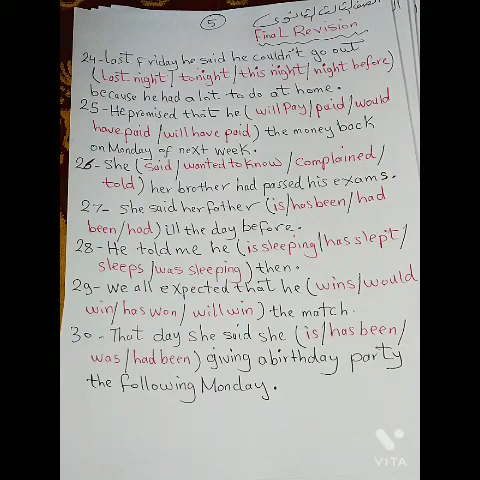 5
Final Revision
24-Last Friday he said he couldn't go out
(last night/tonight/this night/night before)
because he had a lot to do at home.
25-He promised that he (will Pay/paid/would
have paid/will have paid) the money back
on Monday of next week.
26-She (said/wanted to know/complained/
told) her brother had passed his exams.
27- She said her father (is/has been/had
been/had) ill the day before.
28-He told me he (is sleeping/has slept/
sleeps/was sleeping) then.
29-We all expected that he (wins/would
win/has won/will win) the match.
30-That day she said she (is/has been/
was/had been) giving a birthday party
the following Monday.
VITA